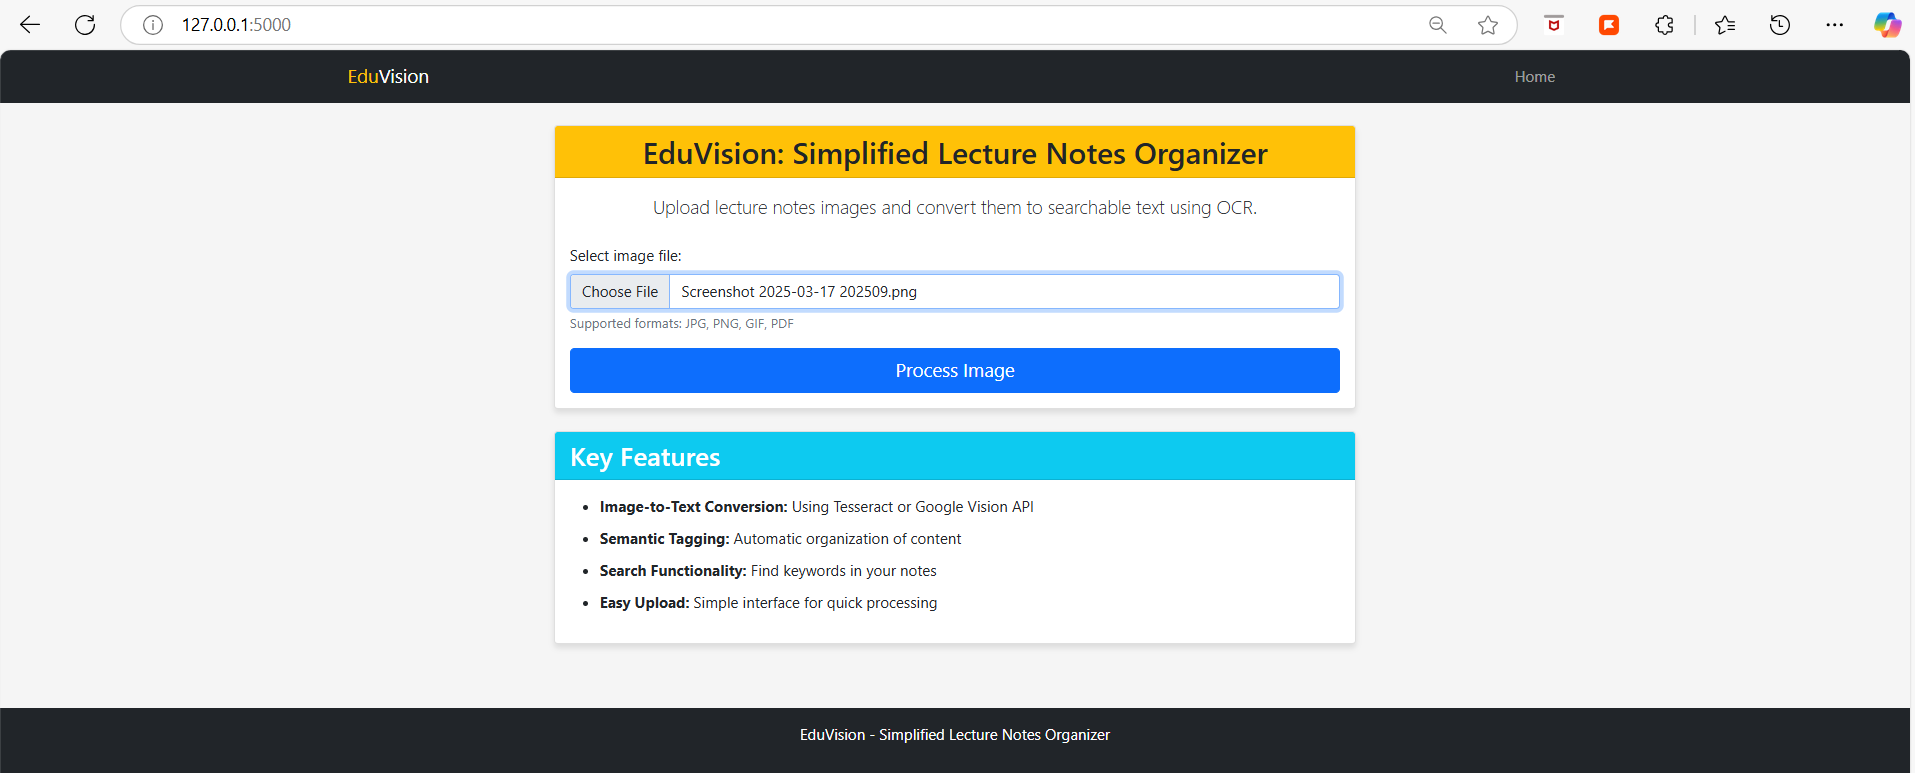 127.0.0.1:5000
EduVision
Home
EduVision: Simplified Lecture Notes Organizer
Upload lecture notes images and convert them to searchable text using OCR.
Select image file:
Choose File Screenshot 2025-03-17 202509.png
Supported formats: JPG, PNG, GIF, PDF
Process Image
Key Features
• Image-to-Text Conversion: Using Tesseract or Google Vision API
• Semantic Tagging: Automatic organization of content
• Search Functionality: Find keywords in your notes
• Easy Upload: Simple interface for quick processing
EduVision - Simplified Lecture Notes Organizer